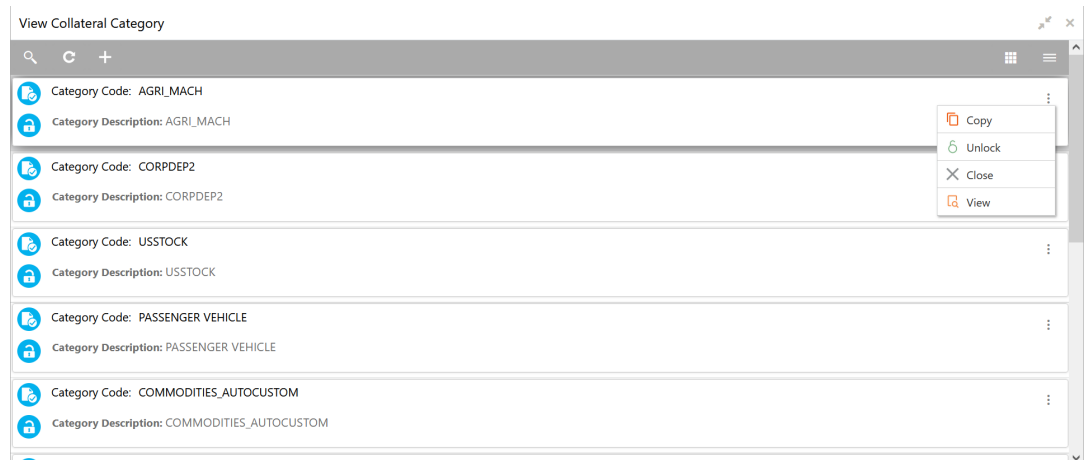 View Collateral Category
Category Code: AGRI_MACH
Category Description: AGRI_MACH
Copy
Unlock
Close
View
Category Code: CORPDEP2
Category Description: CORPDEP2
Category Code: USSTOCK
Category Description: USSTOCK
Category Code: PASSENGER VEHICLE
Category Description: PASSENGER VEHICLE
Category Code: COMMODITIES_AUTOCUSTOM
Category Description: COMMODITIES_AUTOCUSTOM